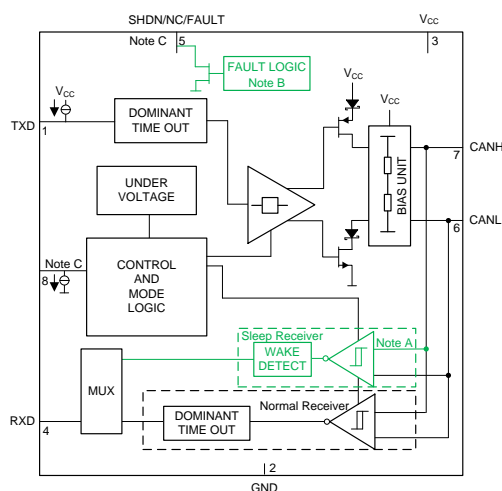 SHDN/NC/FAULT
VCC
Note C
5
3
FAULT LOGIC
Note B
VCC
VCC
VCC
TXD
1
DOMINANT
TIME OUT
BIAS UNIT
CANH
7
UNDER
VOLTAGE
CANL
6
Note C
8
CONTROL
AND
MODE
LOGIC
Sleep Receiver
Note A
WAKE
DETECT
MUX
Normal Receiver
RXD
4
DOMINANT
TIME OUT
2
GND